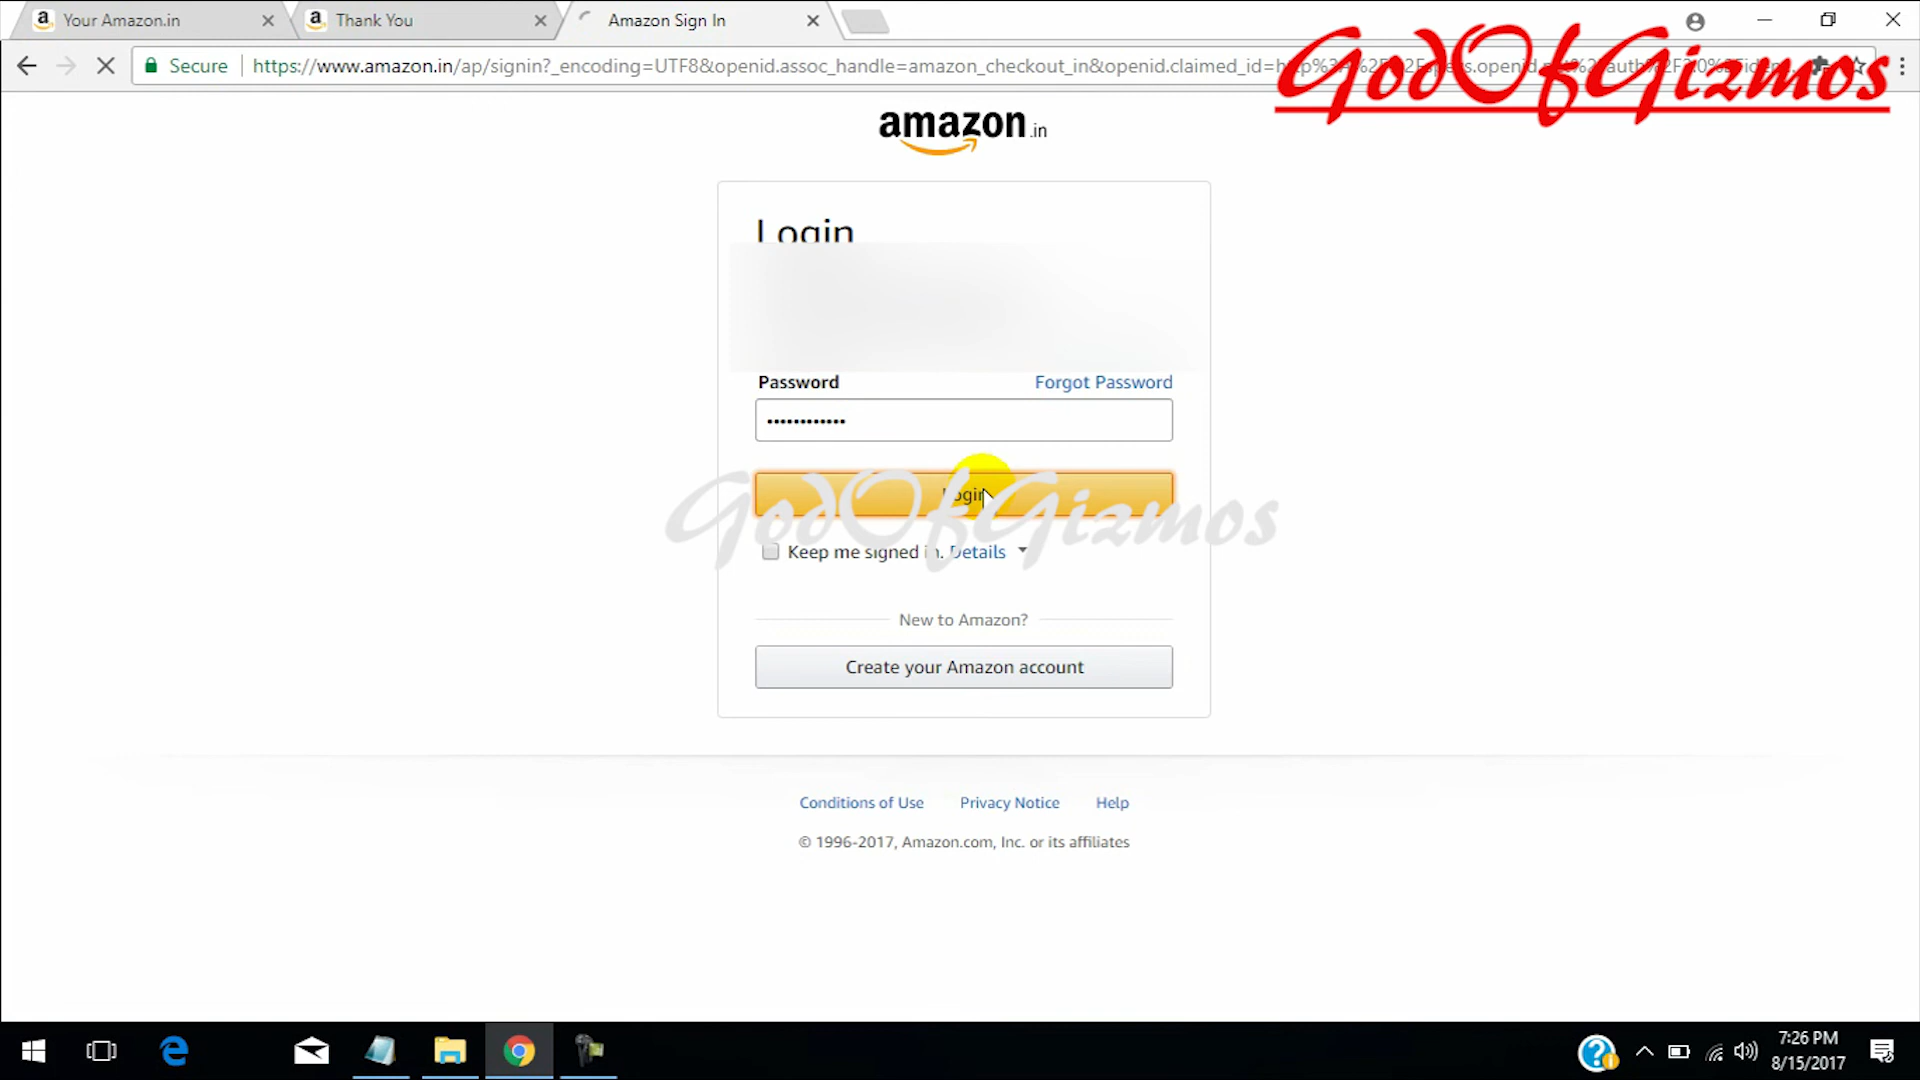 Your Amazon.in
Thank You
Amazon Sign In
Secure
https://www.amazon.in/ap/signin?_encoding=UTF8&openid.assoc_handle=amazon_checkout_in&openid.claimed_id=
GodOfGizmos
amazon.in
Login
Password
Forgot Password
••••••••••••
Login
GodOfGizmos
Keep me signed in. Details
New to Amazon?
Create your Amazon account
Conditions of Use
Privacy Notice
Help
© 1996-2017, Amazon.com, Inc. or its affiliates
7:26 PM
8/15/2017